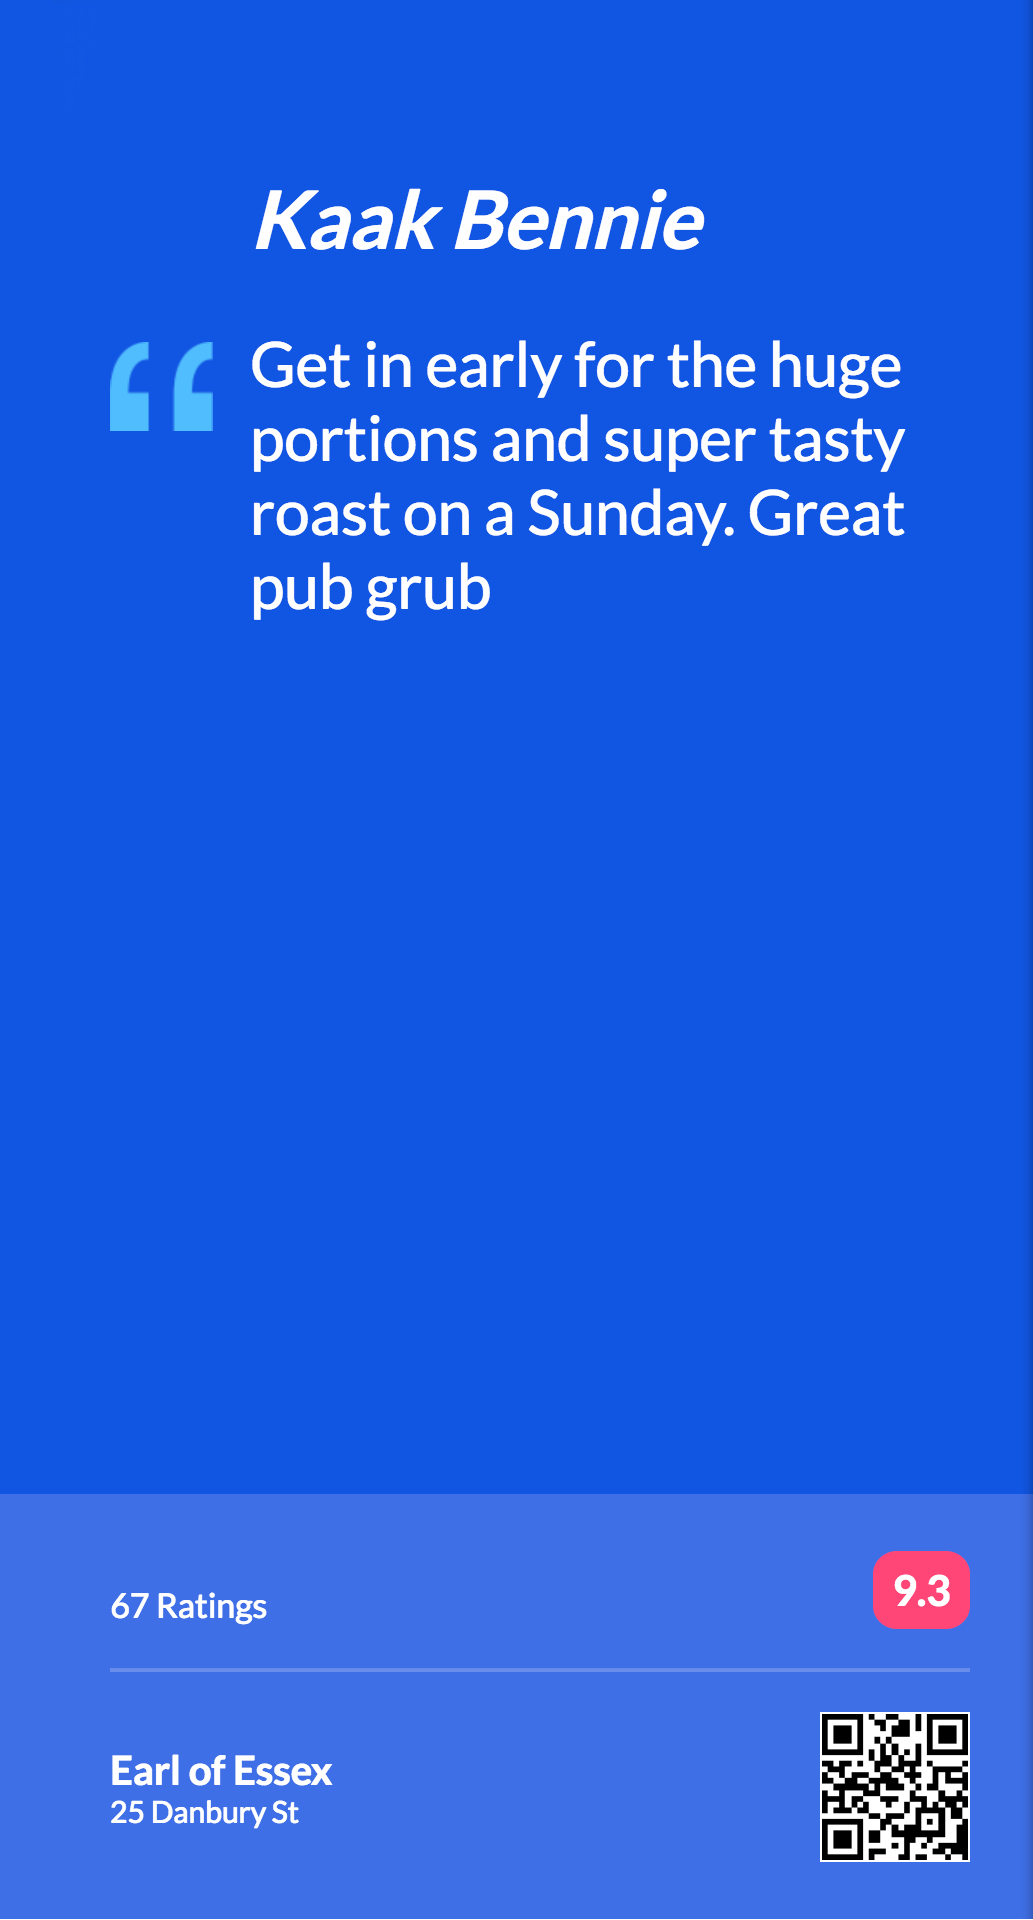 Kaak Bennie
Get in early for the huge
portions and super tasty
roast on a Sunday. Great
pub grub
67 Ratings
9.3
Earl of Essex
25 Danbury St